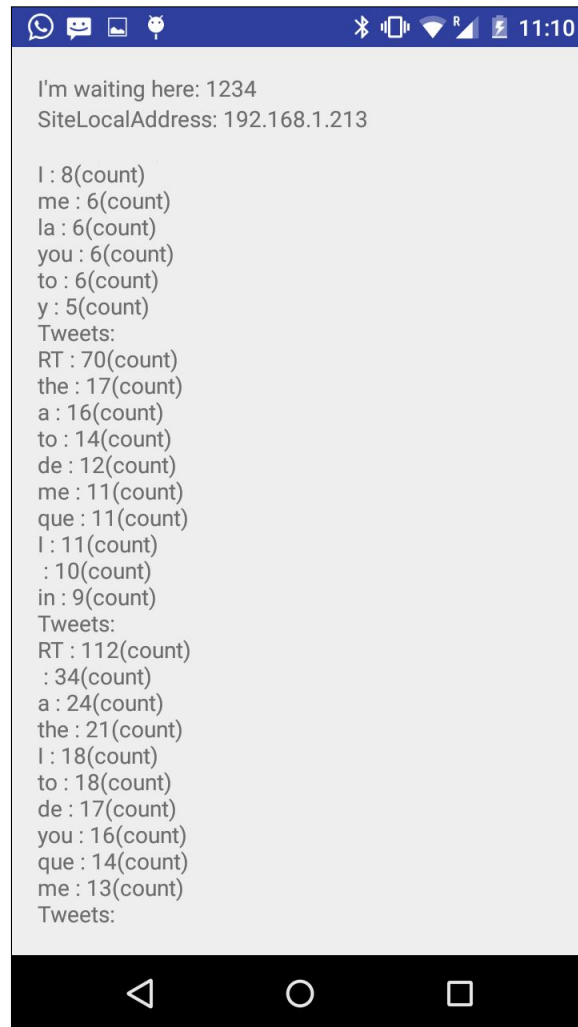 R
11:10
I'm waiting here: 1234
SiteLocalAddress: 192.168.1.213
I : 8(count)
me : 6(count)
la : 6(count)
you : 6(count)
to : 6(count)
y : 5(count)
Tweets:
RT : 70(count)
the : 17(count)
a : 16(count)
to : 14(count)
de : 12(count)
me : 11(count)
que : 11(count)
I : 11(count)
: 10(count)
in : 9(count)
Tweets:
RT : 112(count)
: 34(count)
a : 24(count)
the : 21(count)
I : 18(count)
to : 18(count)
de : 17(count)
you : 16(count)
que : 14(count)
me : 13(count)
Tweets: